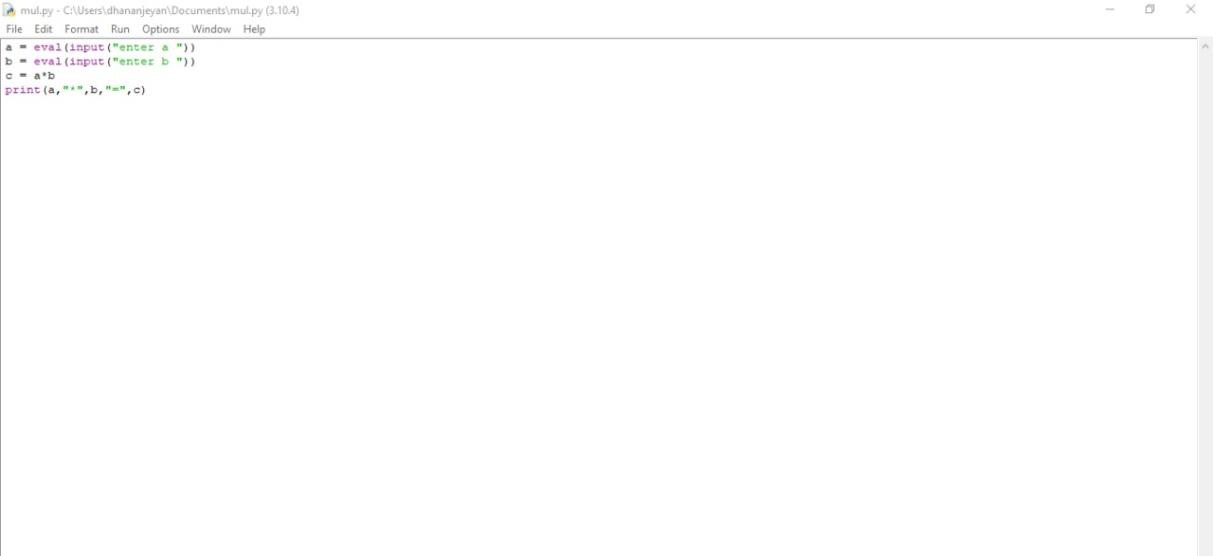 mul.py - C:\Users\dhananjeyan\Documents\mul.py (3.10.4)
File Edit Format Run Options Window Help
a = eval(input("enter a "))
b = eval(input("enter b "))
c = a*b
print(a,"*",b,"=",c)